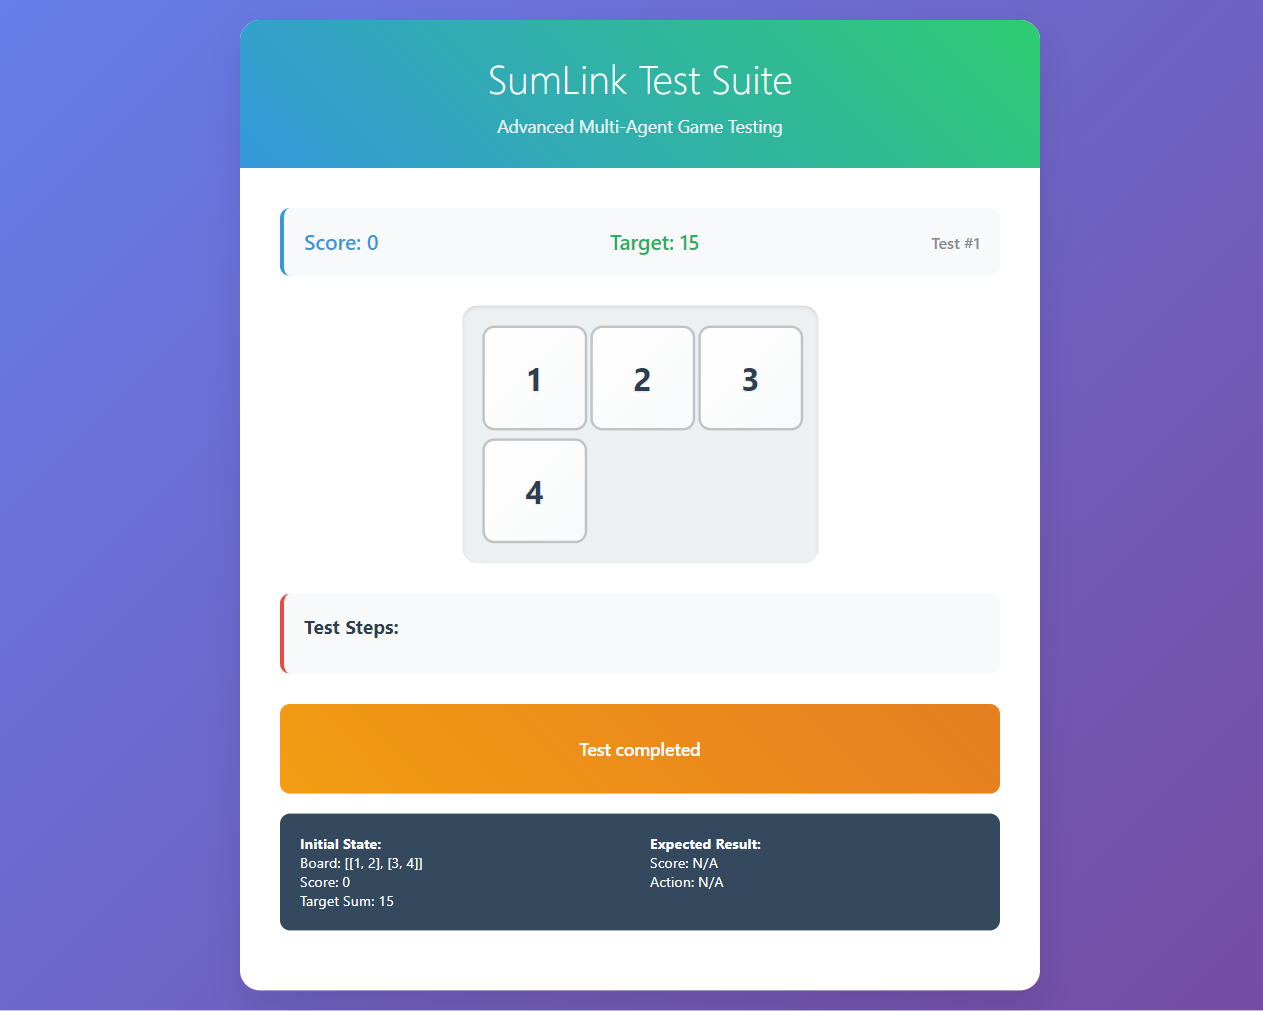 SumLink Test Suite
Advanced Multi-Agent Game Testing
Score: 0
Target: 15
Test #1
1 2 3
4
Test Steps:
Test completed
Initial State:
Board: [[1, 2], [3, 4]]
Score: 0
Target Sum: 15
Expected Result:
Score: N/A
Action: N/A